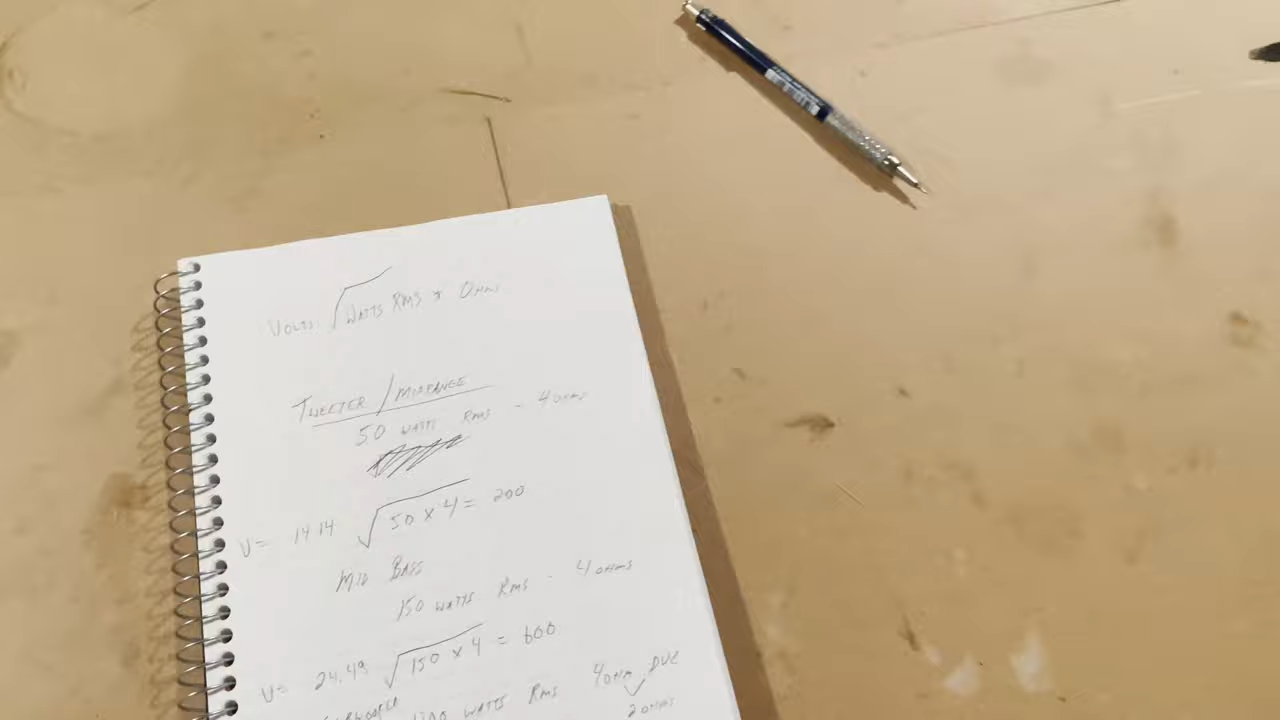 VOLTS √WATTS RMS x OHMS
TWEETER / MIDRANGE
50 WATTS RMS - 4 OHMS
V= 14.14 √50 x 4 = 200
MID BASS
150 WATTS RMS - 4 OHMS
V= 24.49 √150 x 4 = 600
SUBWOOFER
WATTS RMS 4 OHM DVC
2 OHMS